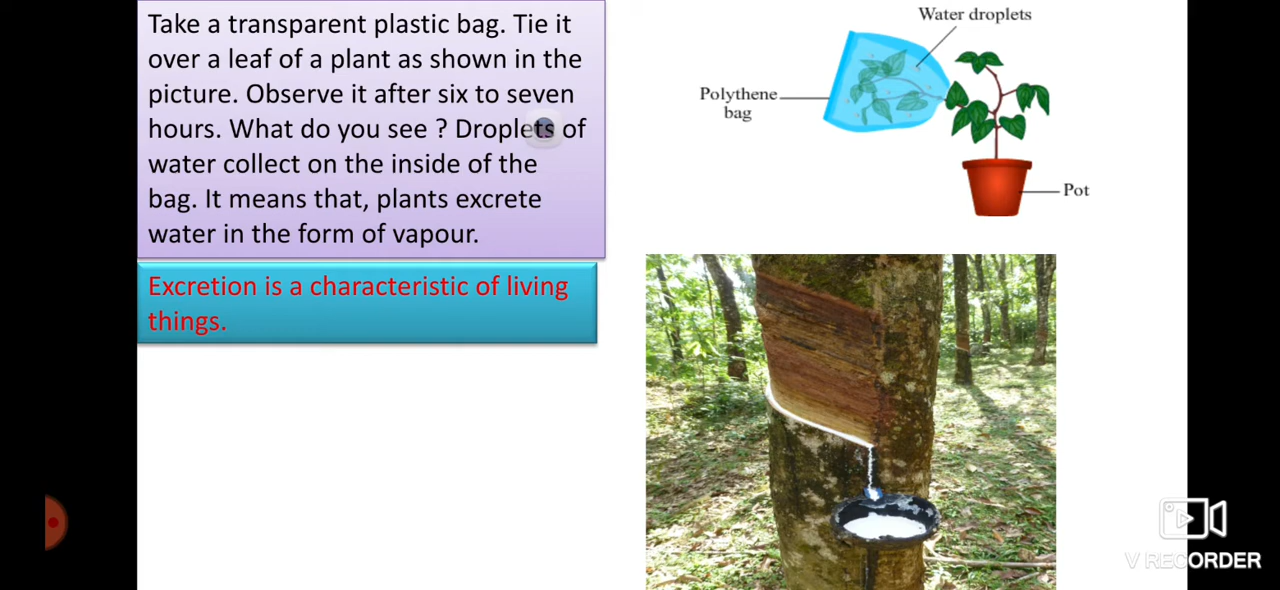 Take a transparent plastic bag. Tie it
over a leaf of a plant as shown in the
picture. Observe it after six to seven
hours. What do you see ? Droplets of
water collect on the inside of the
bag. It means that, plants excrete
water in the form of vapour.
Excretion is a characteristic of living
things.
Water droplets
Polythene
bag
Pot
V RECORDER